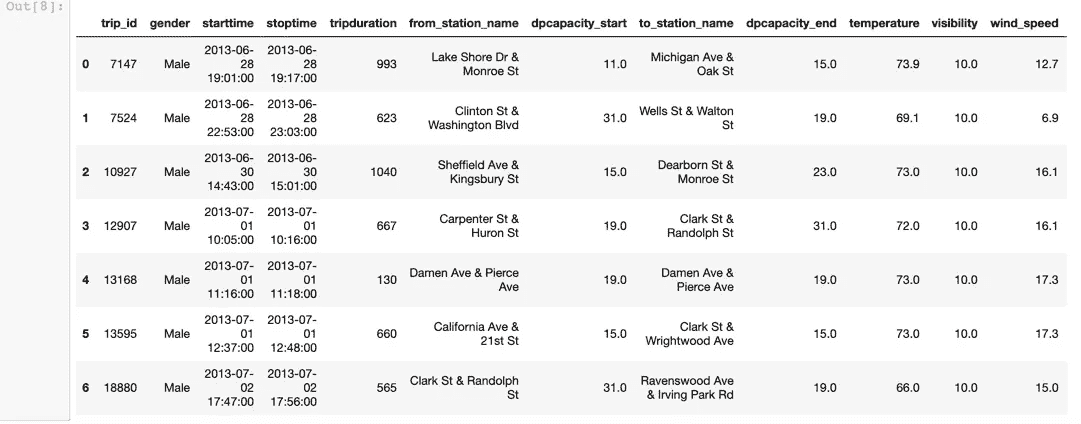 Out[8]:
trip_id gender starttime stoptime tripduration from_station_name dpcapacity_start to_station_name dpcapacity_end temperature visibility wind_speed
0 7147 Male 2013-06-28 19:01:00 2013-06-28 19:17:00 993 Lake Shore Dr & Monroe St 11.0 Michigan Ave & Oak St 15.0 73.9 10.0 12.7
1 7524 Male 2013-06-28 22:53:00 2013-06-28 23:03:00 623 Clinton St & Washington Blvd 31.0 Wells St & Walton St 19.0 69.1 10.0 6.9
2 10927 Male 2013-06-30 14:43:00 2013-06-30 15:01:00 1040 Sheffield Ave & Kingsbury St 15.0 Dearborn St & Monroe St 23.0 73.0 10.0 16.1
3 12907 Male 2013-07-01 10:05:00 2013-07-01 10:16:00 667 Carpenter St & Huron St 19.0 Clark St & Randolph St 31.0 72.0 10.0 16.1
4 13168 Male 2013-07-01 11:16:00 2013-07-01 11:18:00 130 Damen Ave & Pierce Ave 19.0 Damen Ave & Pierce Ave 19.0 73.0 10.0 17.3
5 13595 Male 2013-07-01 12:37:00 2013-07-01 12:48:00 660 California Ave & 21st St 15.0 Clark St & Wrightwood Ave 15.0 73.0 10.0 17.3
6 18880 Male 2013-07-02 17:47:00 2013-07-02 17:56:00 565 Clark St & Randolph St 31.0 Ravenswood Ave & Irving Park Rd 19.0 66.0 10.0 15.0